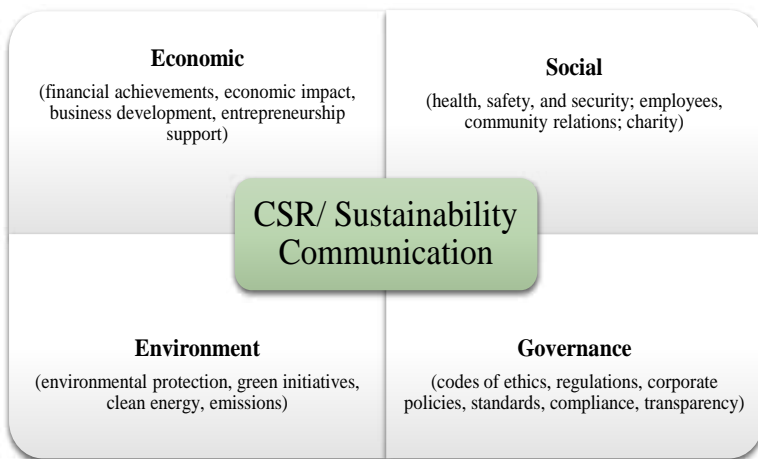 Economic
(financial achievements, economic impact,
business development, entrepreneurship
support)
Social
(health, safety, and security; employees,
community relations; charity)
CSR/ Sustainability
Communication
Environment
(environmental protection, green initiatives,
clean energy, emissions)
Governance
(codes of ethics, regulations, corporate
policies, standards, compliance, transparency)